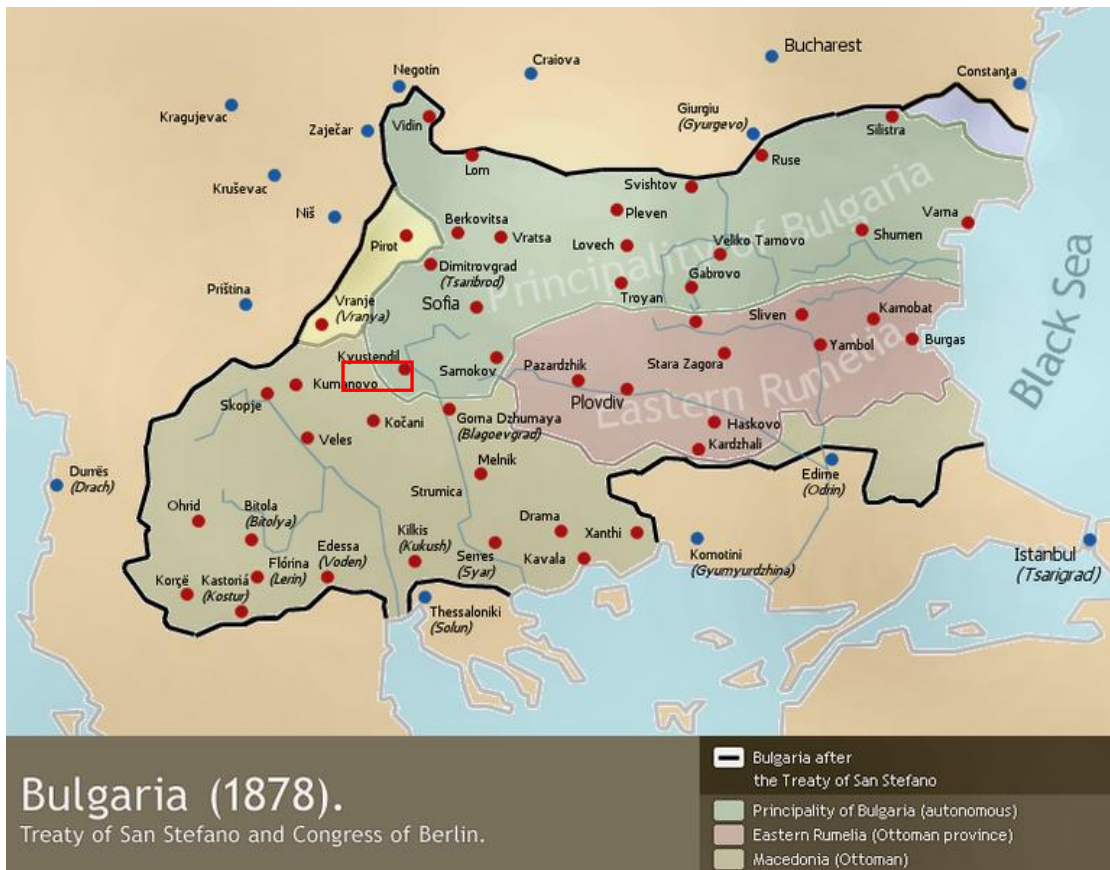 Bucharest
Craiova
Constanţa
Negotin
Kragujevac
Giurgiu
(Gyurgevo)
Zaječar
Vidin
Silistra
Ruse
Lom
Kruševac
Svishtov
Pleven
Niš
Varna
Berkovitsa
Vratsa
Pirot
Lovech
Veliko Tarnovo
Shumen
Principality of Bulgaria
Dimitrovgrad
(Tsaribrod)
Gabrovo
Priština
Troyan
Sofia
Vranje
(Vranya)
Sliven
Karnobat
Black Sea
Yambol
Burgas
Kyustendil
Samokov
Pazardzhik
Stara Zagora
Eastern Rumelia
Kumanovo
Skopje
Plovdiv
Kočani
Gorna Dzhumaya
(Blagoevgrad)
Haskovo
Veles
Kardzhali
Melnik
Durrës
(Drach)
Edirne
(Odrin)
Strumica
Ohrid
Bitola
(Bitolya)
Drama
Xanthi
Kilkis
(Kukush)
Edessa
(Voden)
Serres
(Syar)
Kavala
Komotini
(Gyumyurdzhina)
Istanbul
(Tsarigrad)
Flórina
(Lerin)
Korçë
Kastoriá
(Kostur)
Thessaloniki
(Solun)
Bulgaria (1878).
Treaty of San Stefano and Congress of Berlin.
Bulgaria after
the Treaty of San Stefano
Principality of Bulgaria (autonomous)
Eastern Rumelia (Ottoman province)
Macedonia (Ottoman)